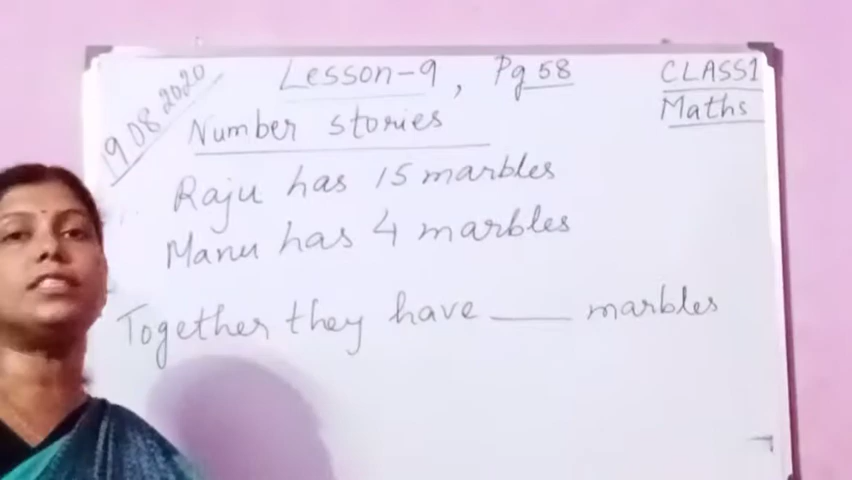 19 08 2020
Lesson-9, Pg 58
CLASS1
Maths
Number stories
Raju has 15 marbles
Manu has 4 marbles
Together they have ____ marbles